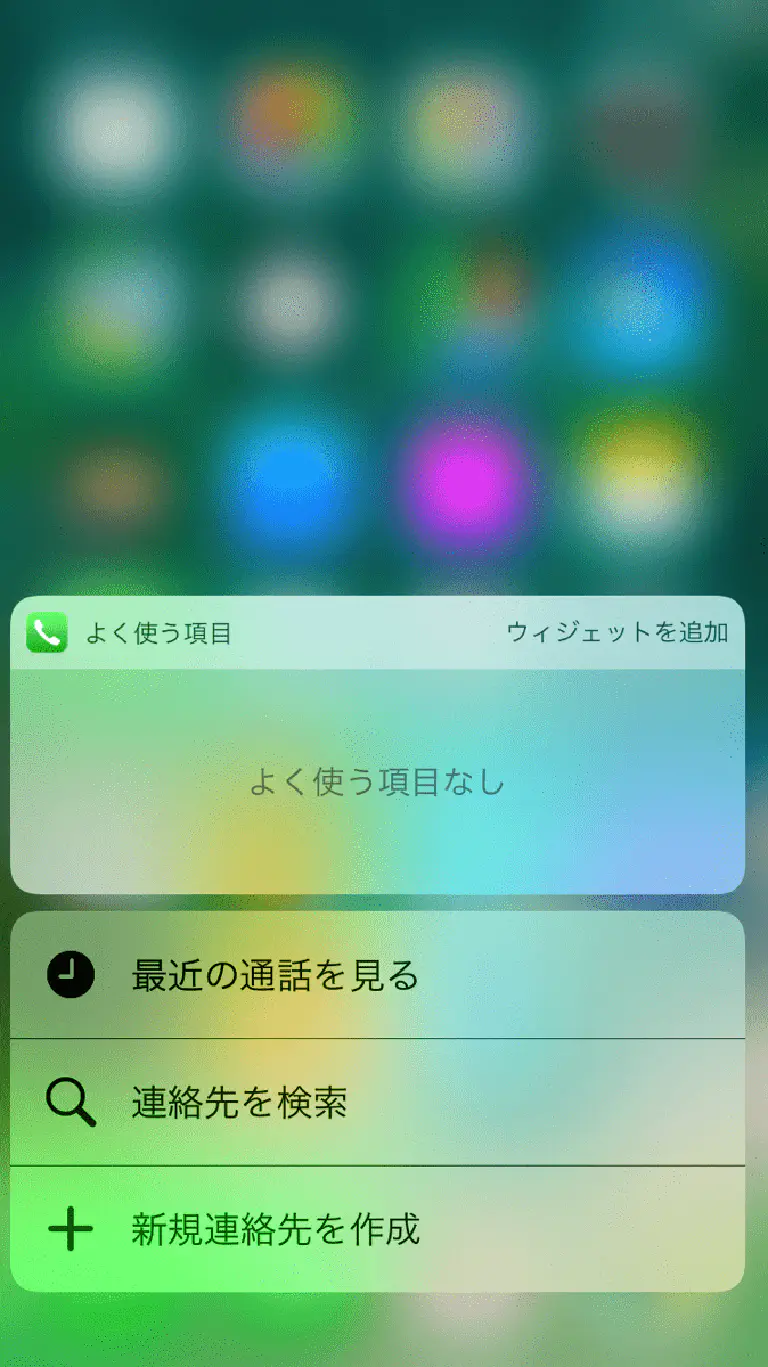 よく使う項目
ウィジェットを追加
よく使う項目なし
最近の通話を見る
連絡先を検索
新規連絡先を作成